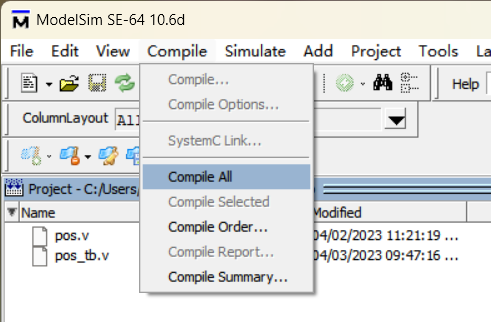 ModelSim SE-64 10.6d
File Edit View Compile Simulate Add Project Tools
Compile...
Help
Compile Options...
ColumnLayout
SystemC Link...
Compile All
Project - C:/Users/
Compile Selected
Name Modified
Compile Order...
pos.v 04/02/2023 11:21:19 ...
Compile Report...
pos_tb.v 04/03/2023 09:47:16 ...
Compile Summary...